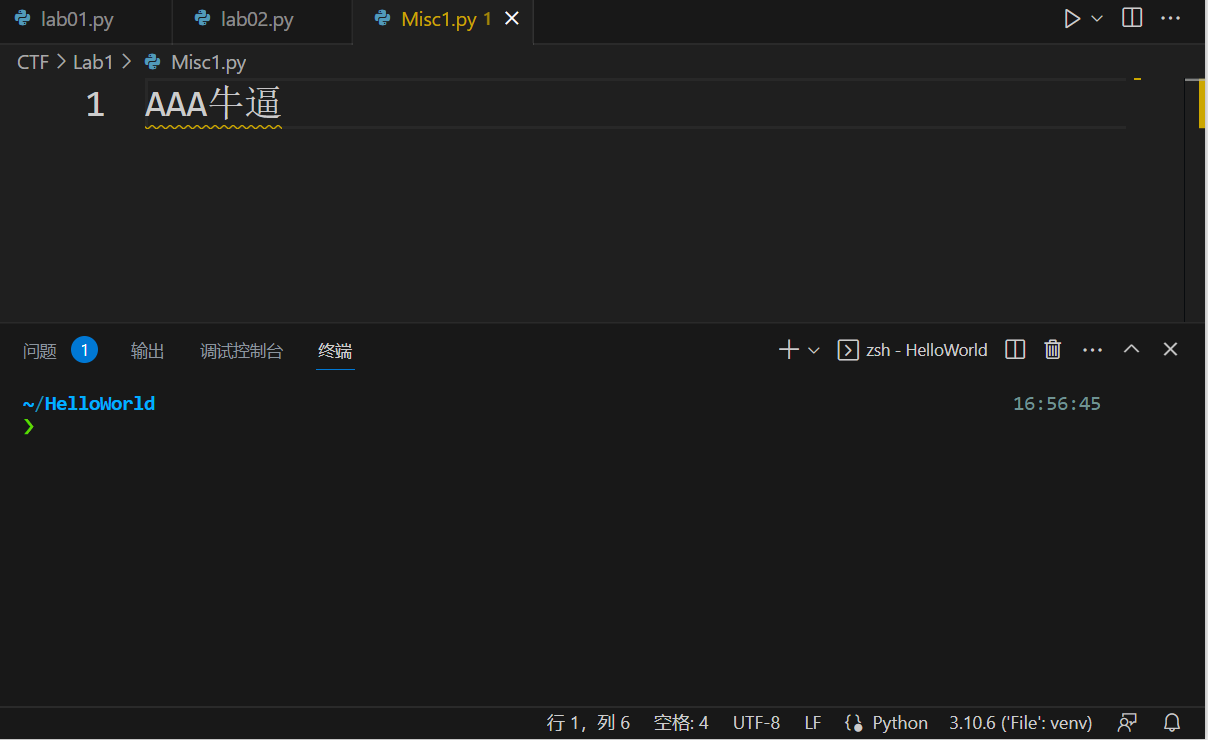 lab01.py lab02.py Misc1.py 1
CTF > Lab1 > Misc1.py
1 AAA牛逼
问题 1 输出 调试控制台 终端 zsh - HelloWorld
~/HelloWorld 16:56:45
❯
行 1，列 6 空格: 4 UTF-8 LF Python 3.10.6 ('File': venv)